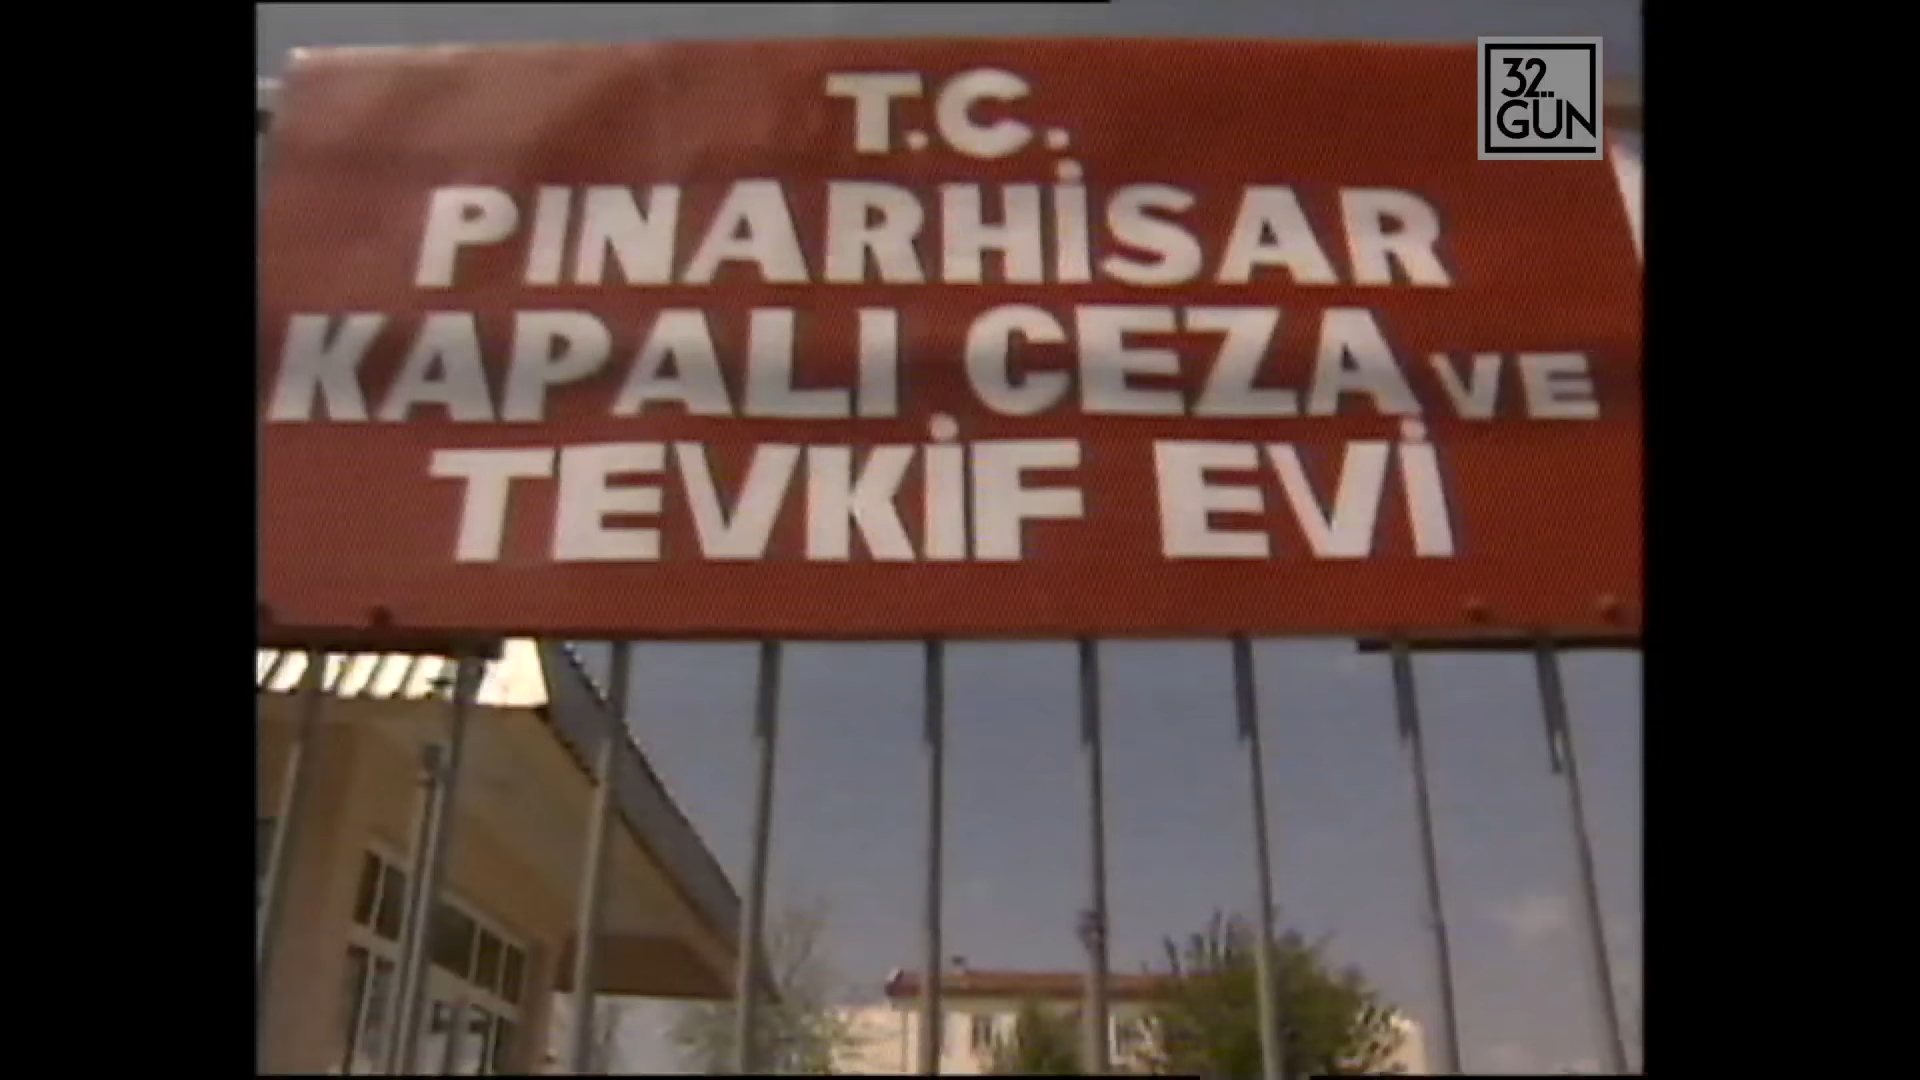 T.C.
PINARHİSAR
KAPALI CEZA VE
TEVKİF EVİ
32.
GÜN